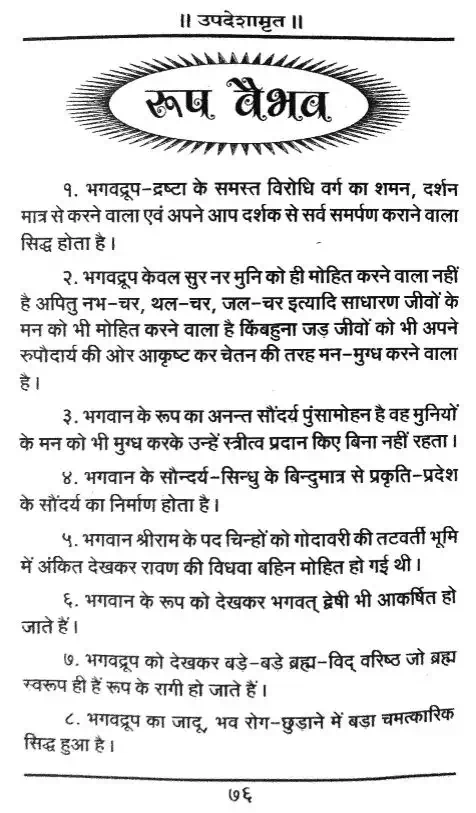 ॥ उपदेशामृत ॥
रूप वैभव
१. भगवद्रूप-द्रष्टा के समस्त विरोधि वर्ग का शमन, दर्शन
मात्र से करने वाला एवं अपने आप दर्शक से सर्व समर्पण कराने वाला
सिद्ध होता है।
२. भगवद्रूप केवल सुर नर मुनि को ही मोहित करने वाला नहीं
है अपितु नभ-चर, थल-चर, जल-चर इत्यादि साधारण जीवों के
मन को भी मोहित करने वाला है किंबहुना जड़ जीवों को भी अपने
रुपौदार्य की ओर आकृष्ट कर चेतन की तरह मन-मुग्ध करने वाला
है।
३. भगवान के रूप का अनन्त सौंदर्य पुंसामोहन है वह मुनियों
के मन को भी मुग्ध करके उन्हें स्त्रीत्व प्रदान किए बिना नहीं रहता।
४. भगवान के सौन्दर्य-सिन्धु के बिन्दुमात्र से प्रकृति-प्रदेश
के सौंदर्य का निर्माण होता है।
५. भगवान श्रीराम के पद चिन्हों को गोदावरी की तटवर्ती भूमि
में अंकित देखकर रावण की विधवा बहिन मोहित हो गई थी।
६. भगवान के रूप को देखकर भगवत् द्वेषी भी आकर्षित हो
जाते हैं।
७. भगवद्रूप को देखकर बड़े-बड़े ब्रह्म-विद् वरिष्ठ जो ब्रह्म
स्वरूप ही हैं रूप के रागी हो जाते हैं।
८. भगवद्रूप का जादू, भव रोग-छुड़ाने में बड़ा चमत्कारिक
सिद्ध हुआ है।
७६